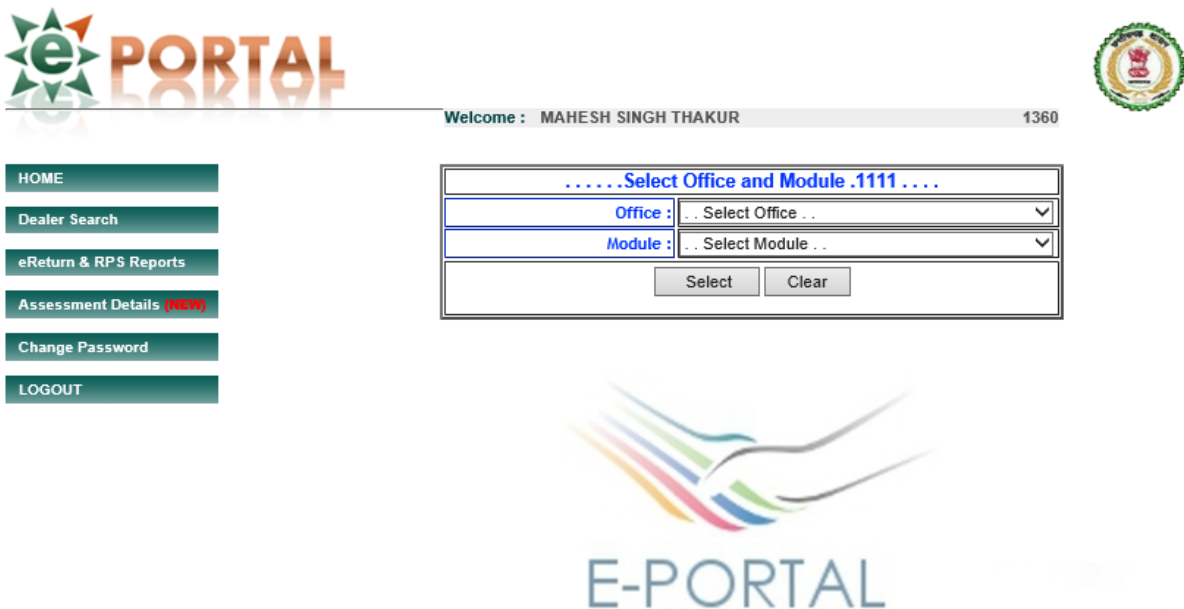 e PORTAL
Welcome : MAHESH SINGH THAKUR 1360
HOME
Dealer Search
eReturn & RPS Reports
Assessment Details (NEW)
Change Password
LOGOUT
. . . . . .Select Office and Module .1111 . . . .
Office : . . Select Office . .
Module : . . Select Module . .
Select Clear
E-PORTAL